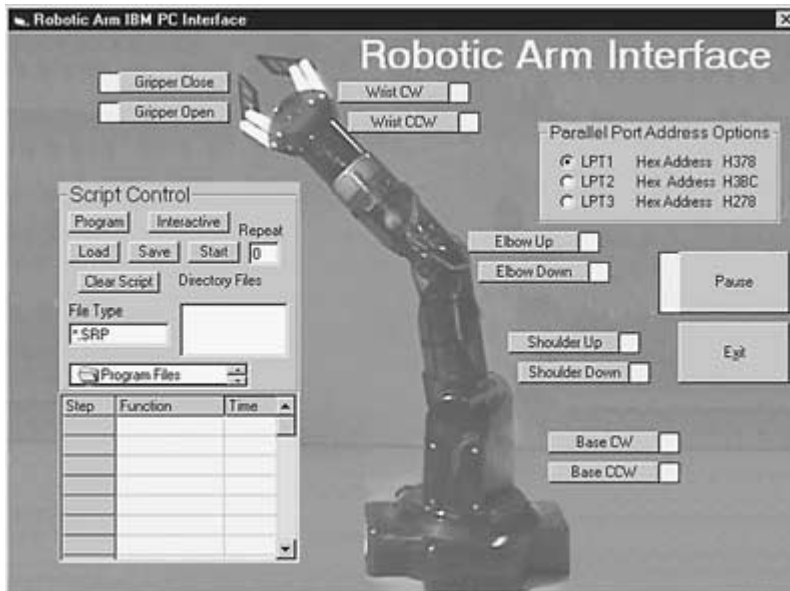 Robotic Arm IBM PC Interface
Robotic Arm Interface
Gripper Close
Gripper Open
Wrist CW
Wrist CCW
Parallel Port Address Options
LPT1 Hex Address H378
LPT2 Hex Address H3BC
LPT3 Hex Address H278
Script Control
Program Interactive
Repeat
Load Save Start 0
Clear Script Directory Files
File Type
*.SRP
Program Files
Step Function Time
Elbow Up
Elbow Down
Pause
Shoulder Up
Shoulder Down
Exit
Base CW
Base CCW